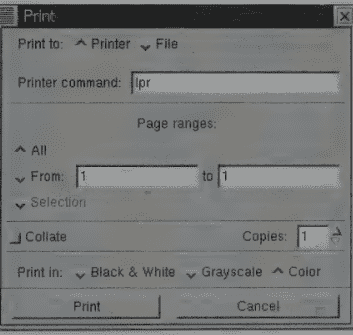 Print
Print to: Printer File
Printer command: lpr
Page ranges:
All
From: 1 to 1
Selection
Collate Copies: 1
Print in: Black & White Grayscale Color
Print Cancel